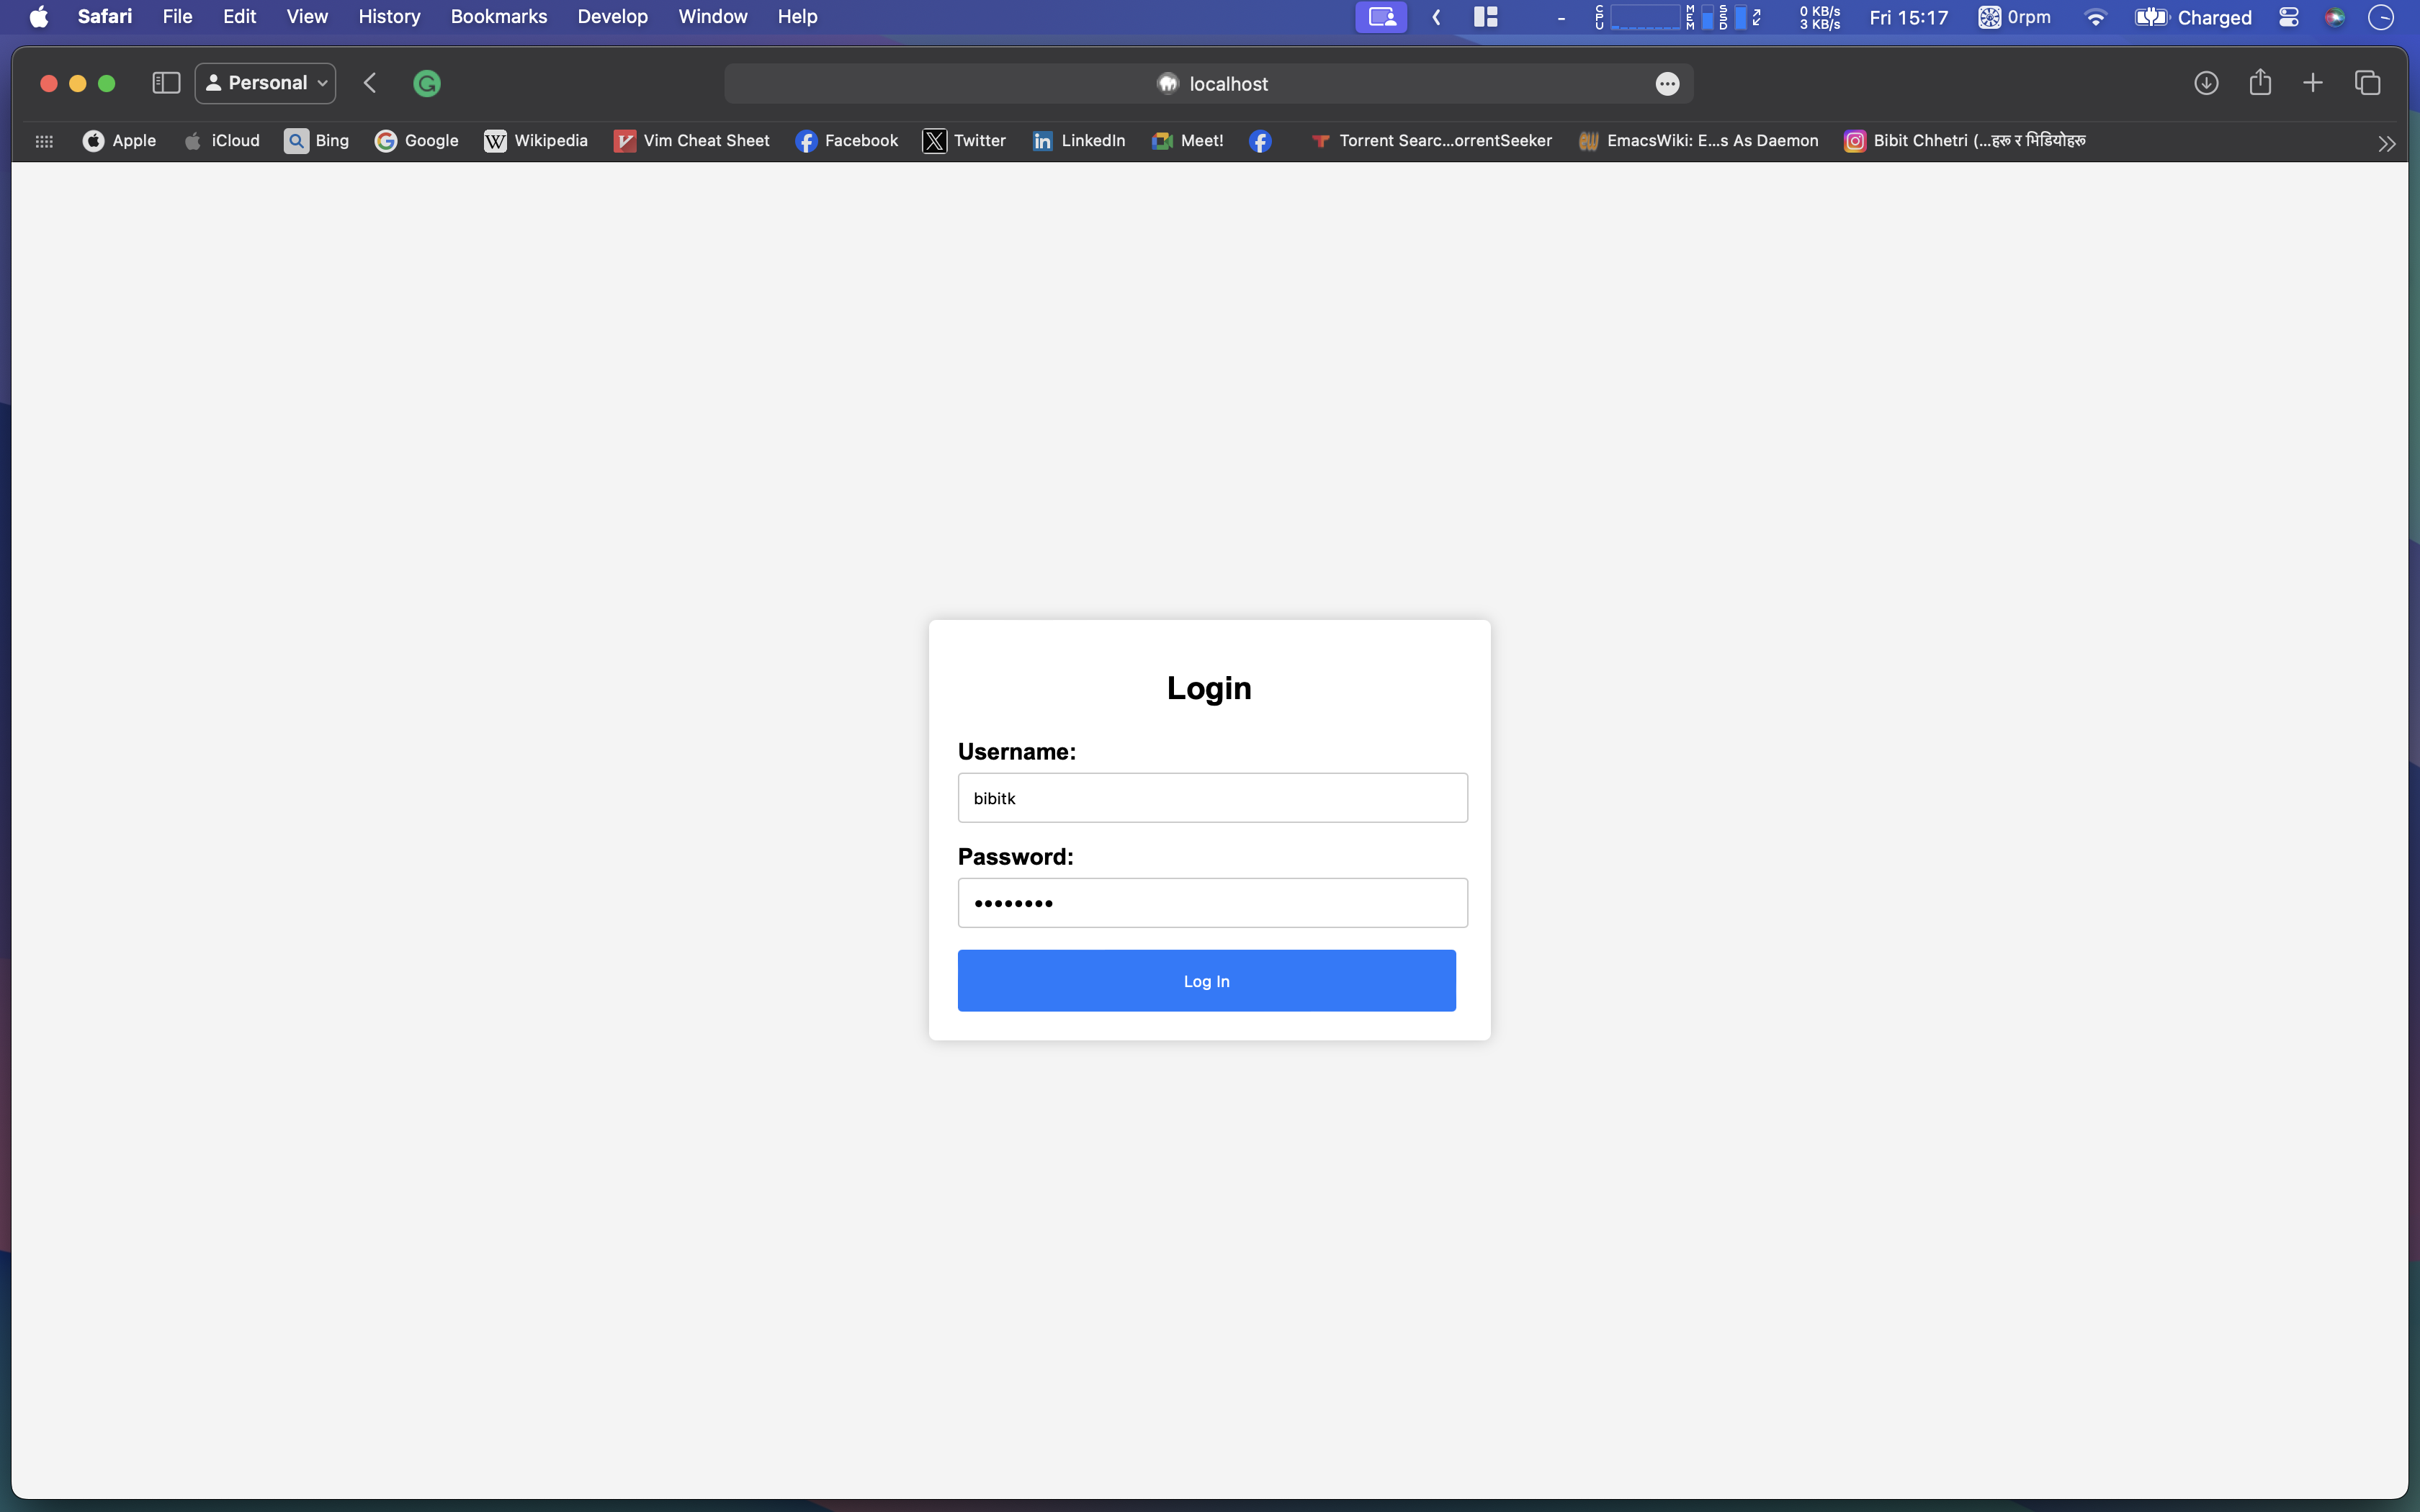 Safari File Edit View History Bookmarks Develop Window Help
CPU MEM SSD 0 KB/s 3 KB/s Fri 15:17 0rpm Charged
Personal localhost
Apple iCloud Bing Google Wikipedia Vim Cheat Sheet Facebook Twitter LinkedIn Meet! Torrent Searc...orrentSeeker EmacsWiki: E...s As Daemon Bibit Chhetri (...हरू र भिडियोहरू
Login
Username:
bibitk
Password:
Log In